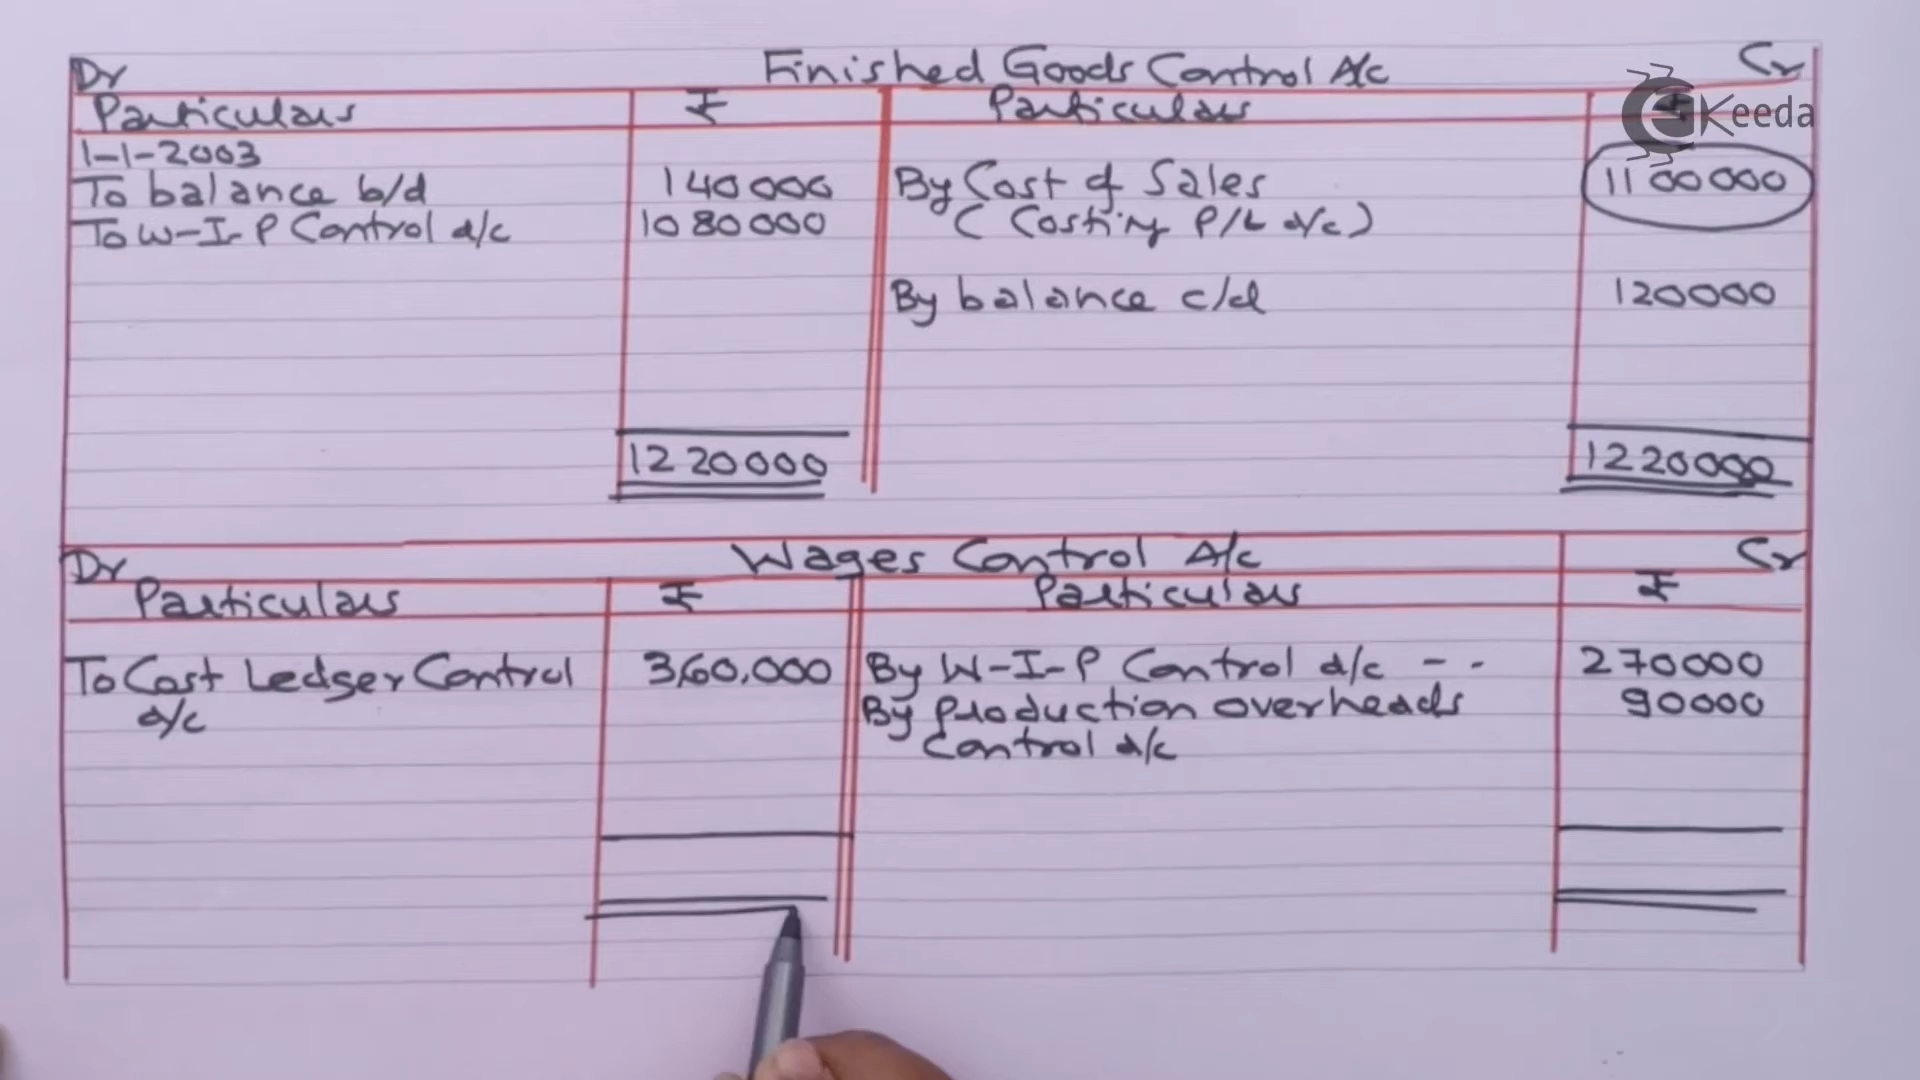 Dr Finished Goods Control A/c Cr
Particulars ₹ Particulars ₹
Keeda
1-1-2003
To balance b/d 140000 By Cost of Sales 1100000
To W-I-P Control a/c 1080000 (Costing P/L a/c)
By balance c/d 120000
1220000 1220000
Dr Wages Control A/c Cr
Particulars ₹ Particulars ₹
To Cost Ledger Control 360,000 By W-I-P Control a/c - - 270000
a/c By Production overheads 90000
Control a/c